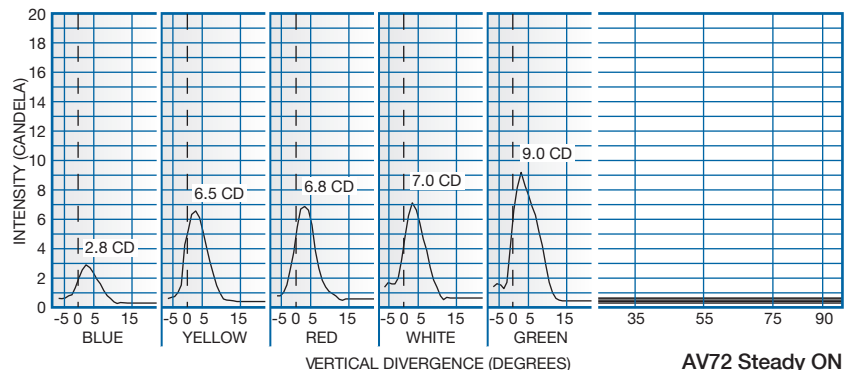 20
18
16
14
12
10
8
6
4
2
0
INTENSITY (CANDELA)
2.8 CD
6.5 CD
6.8 CD
7.0 CD
9.0 CD
-5 0 5 15 -5 0 5 15 -5 0 5 15 -5 0 5 15 -5 0 5 15 35 55 75 90
BLUE YELLOW RED WHITE GREEN
VERTICAL DIVERGENCE (DEGREES) AV72 Steady ON